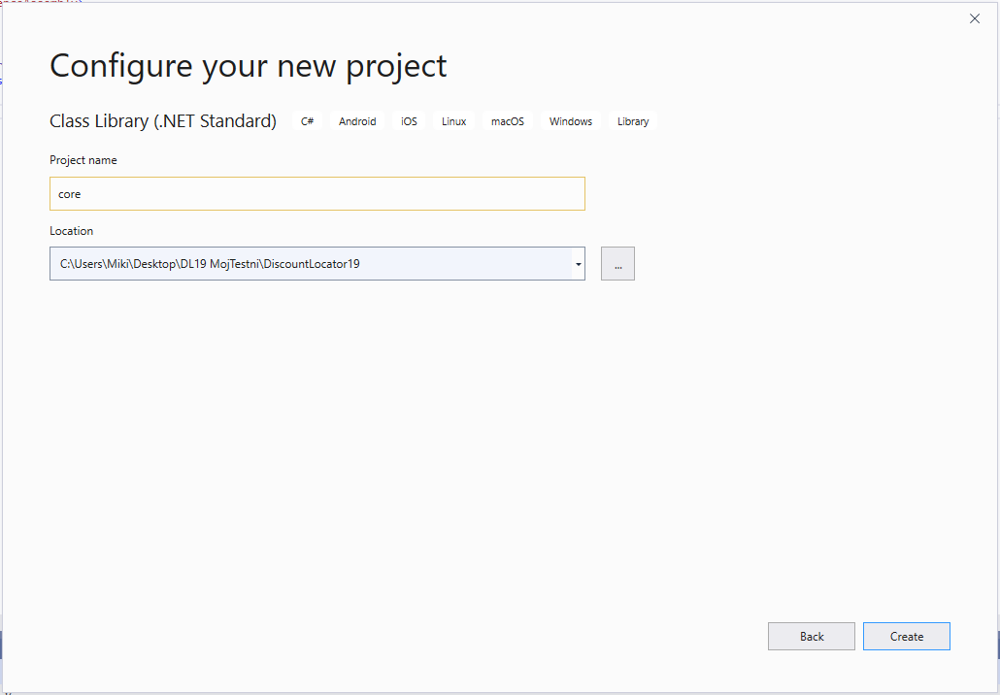 Configure your new project
Class Library (.NET Standard) C# Android iOS Linux macOS Windows Library
Project name
core
Location
C:\Users\Miki\Desktop\DL19 MojTestni\DiscountLocator19
...
Back Create